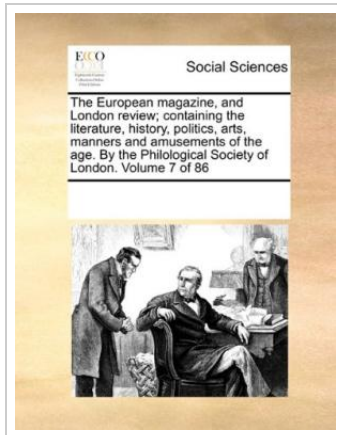 ECCO
Social Sciences
The European magazine, and
London review; containing the
literature, history, politics, arts,
manners and amusements of the
age. By the Philological Society of
London. Volume 7 of 86